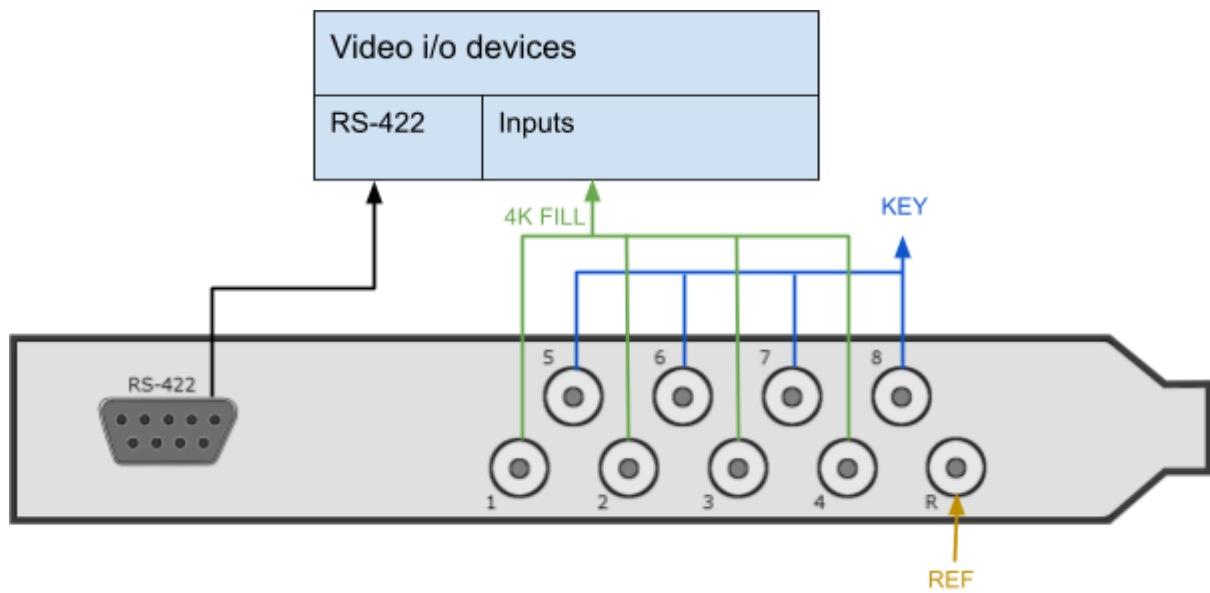 Video i/o devices
RS-422 Inputs
4K FILL
KEY
5 6 7 8
RS-422
1 2 3 4 R
REF